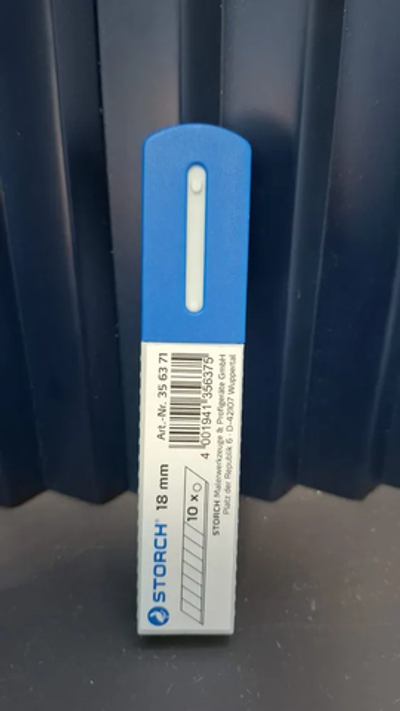 STORCH® 18 mm Art.-Nr. 35 63 71
10 x
4 001941 356375
STORCH Malerwerkzeuge & Profigeräte GmbH
Platz der Republik 6 · D-42107 Wuppertal